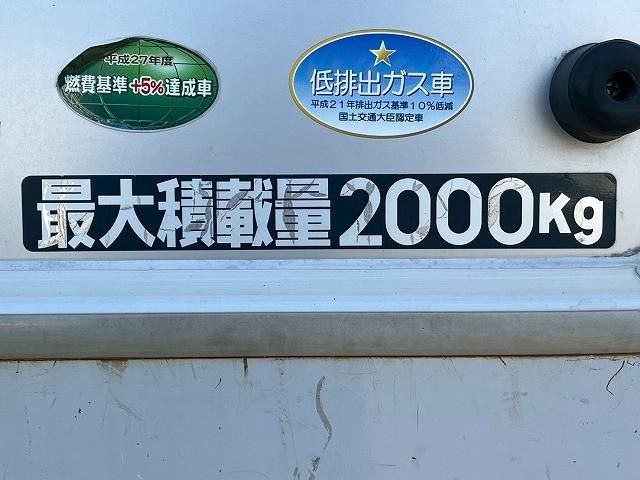 平成27年度
燃費基準+5%達成車
低排出ガス車
平成21年排出ガス基準10%低減
国土交通大臣認定車
最大積載量2000Kg